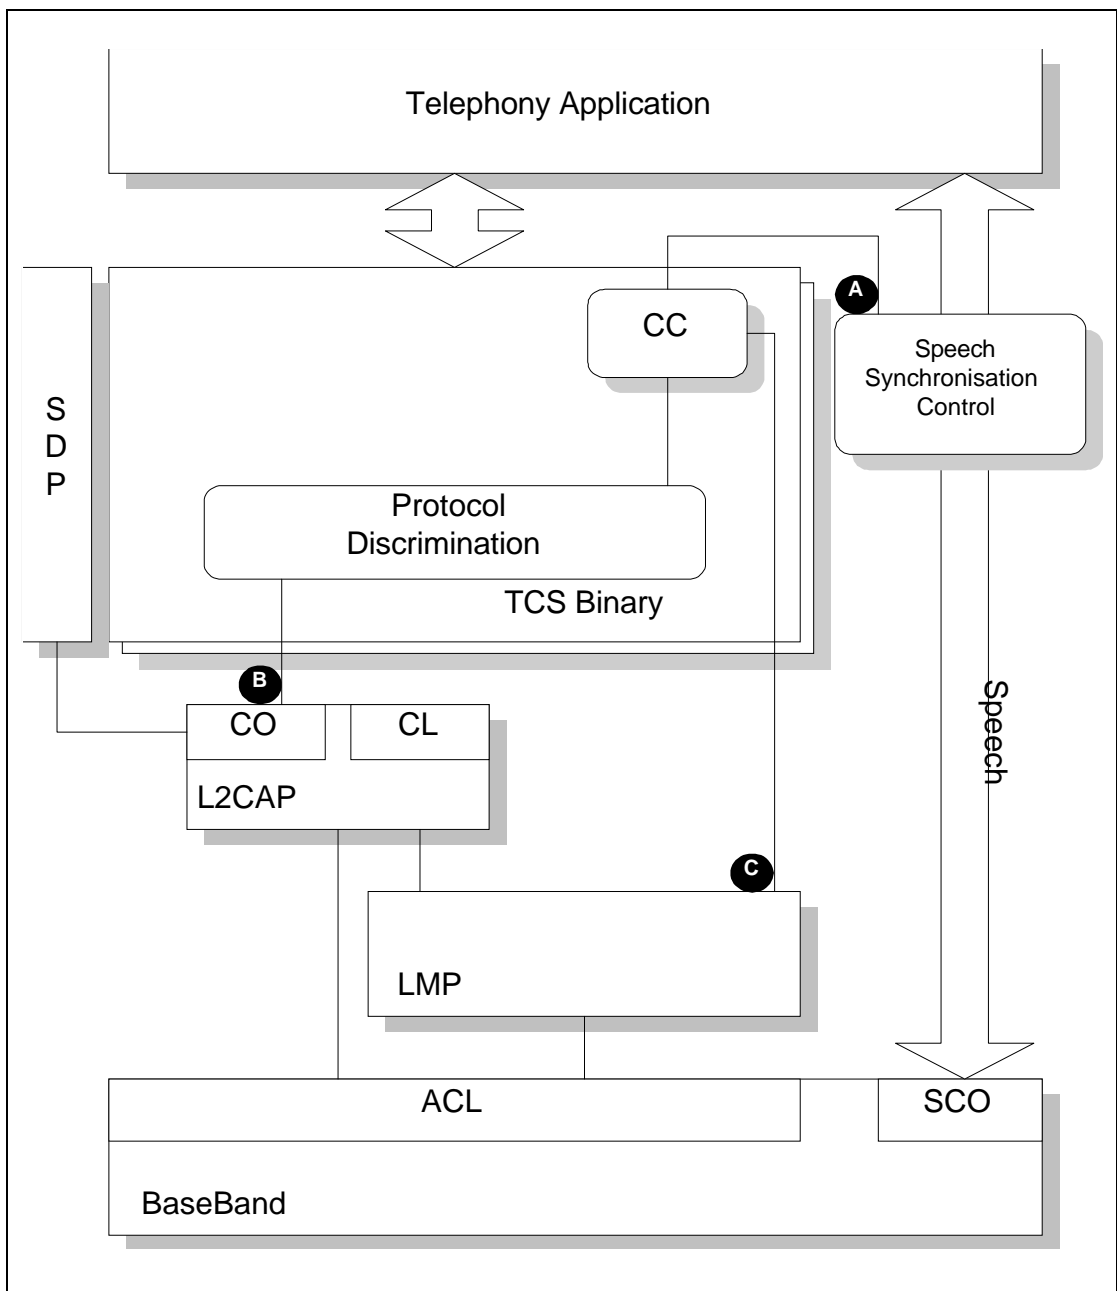 Telephony Application
A
CC
Speech
Synchronisation
Control
S
D
P
Protocol
Discrimination
TCS Binary
B
Speech
CO
CL
L2CAP
C
LMP
ACL
SCO
BaseBand